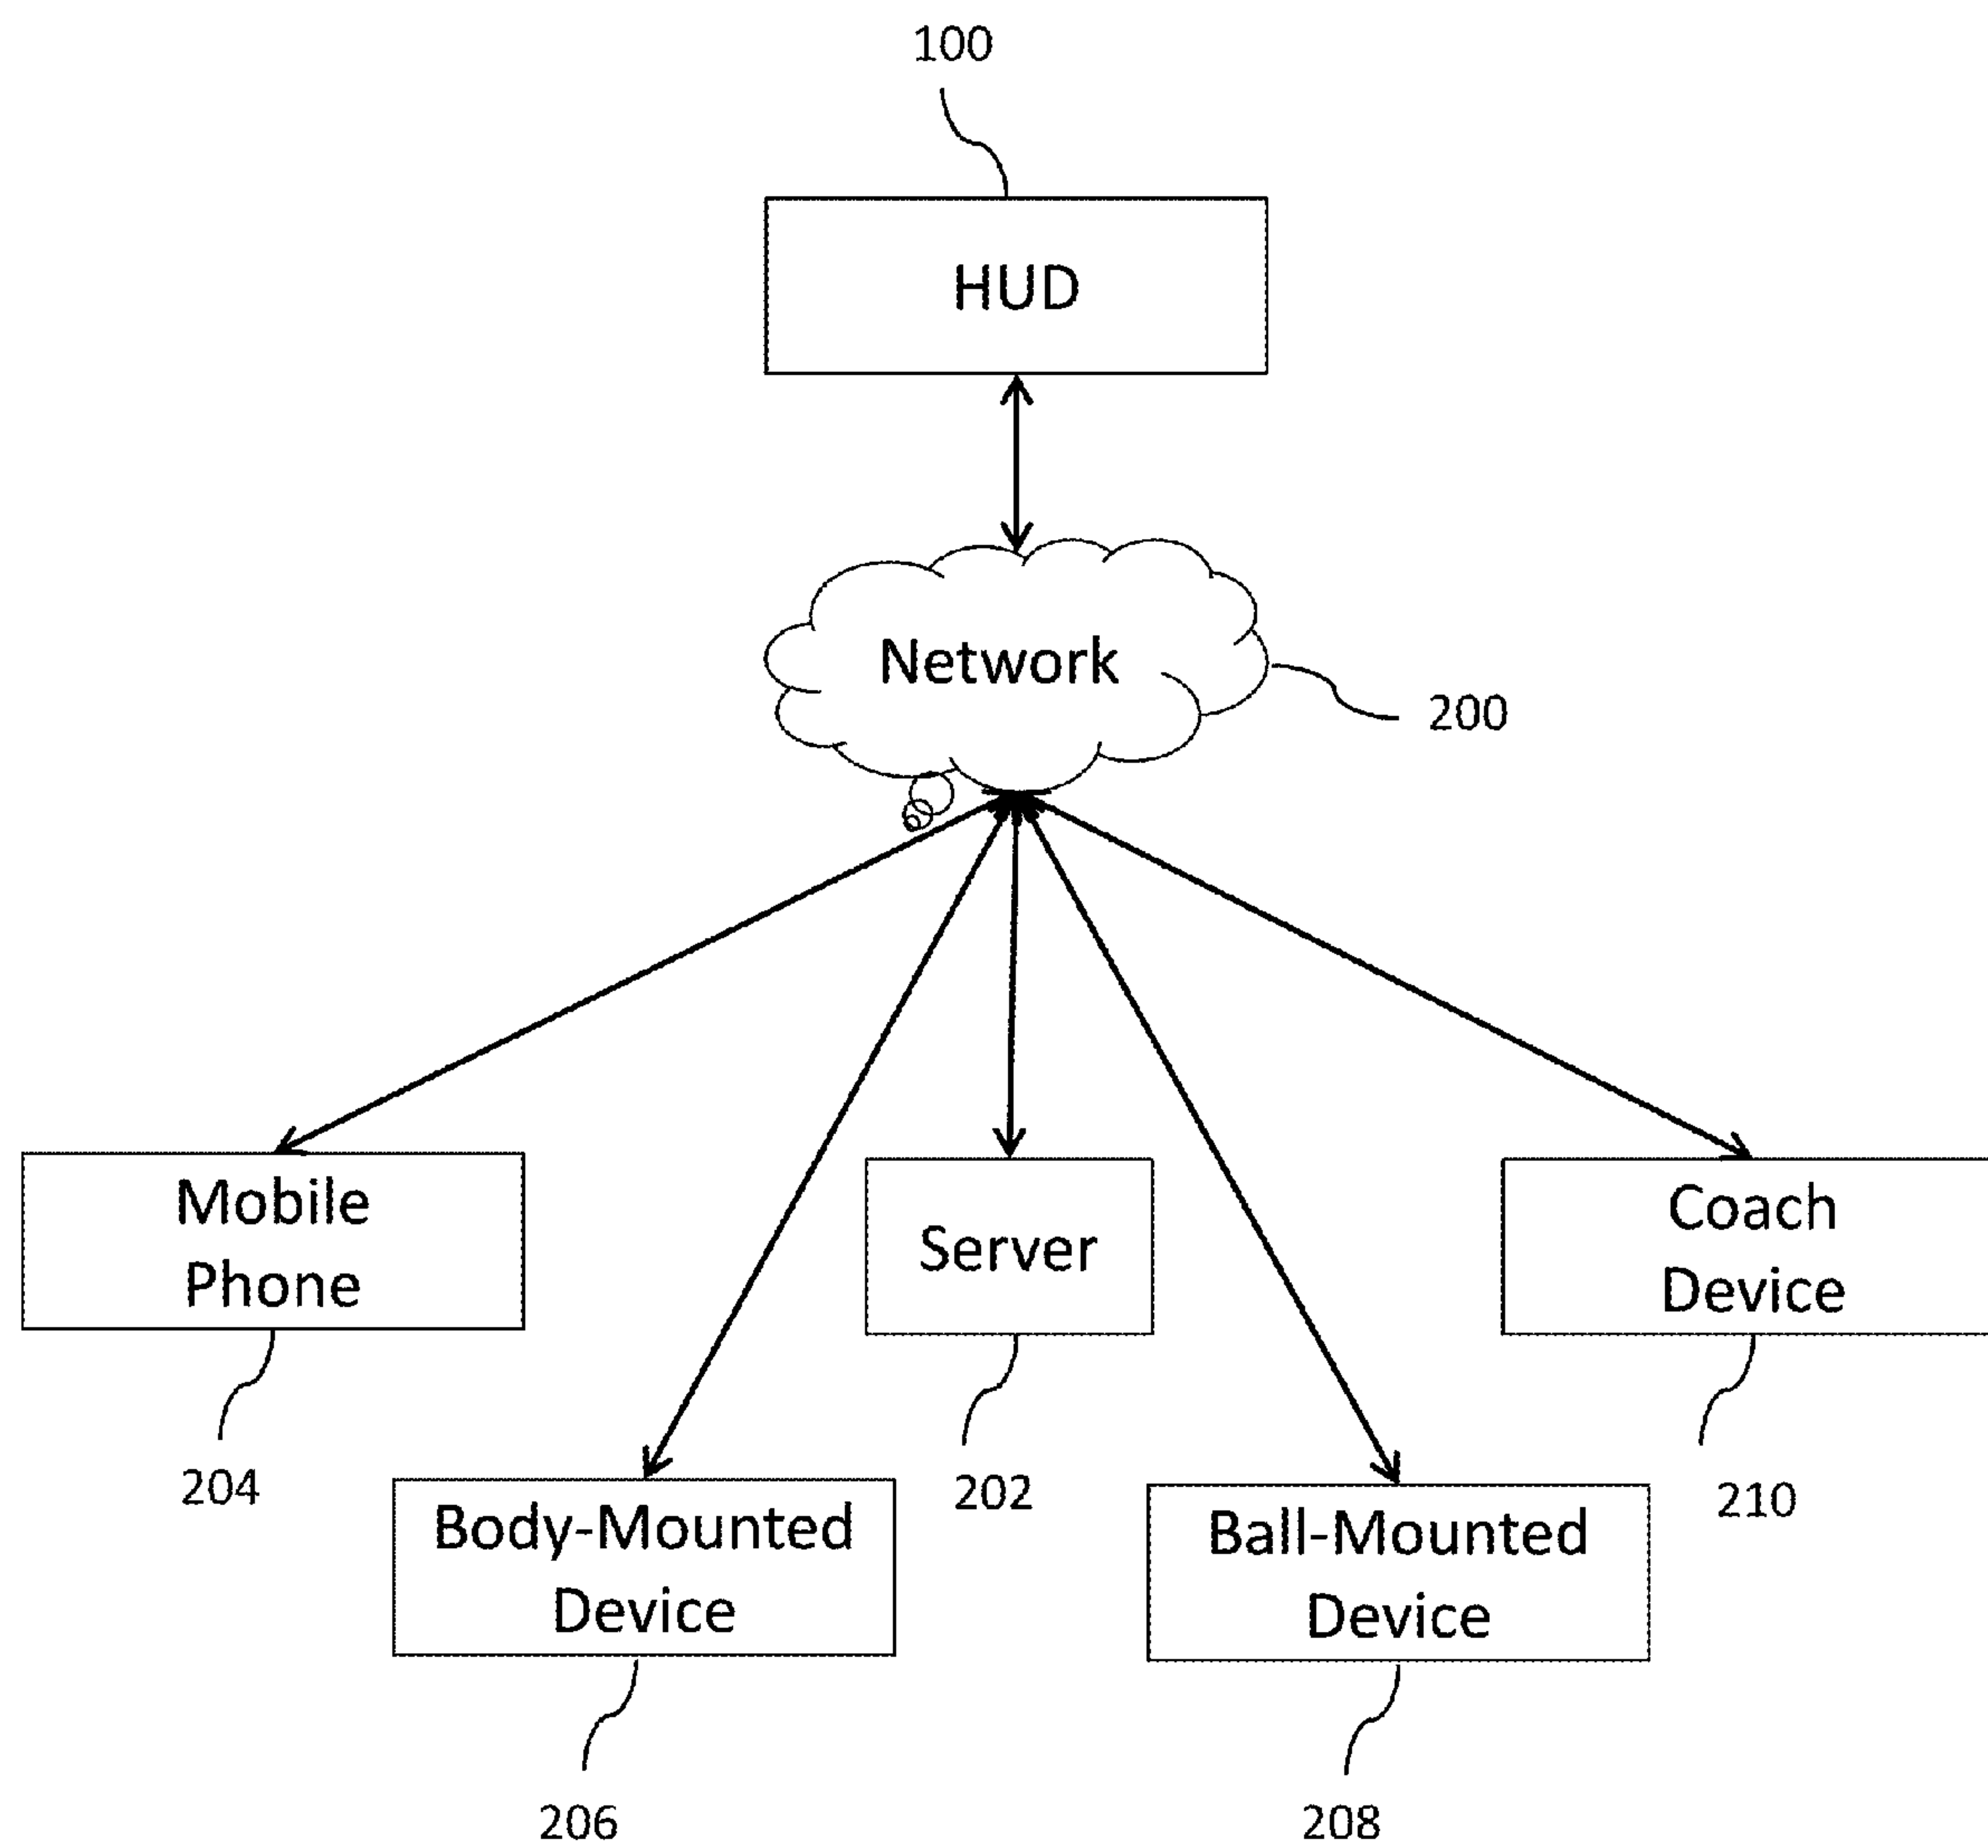 100
HUD
Network
200
Mobile
Phone
Server
Coach
Device
204
202
210
Body-Mounted
Device
Ball-Mounted
Device
206
208